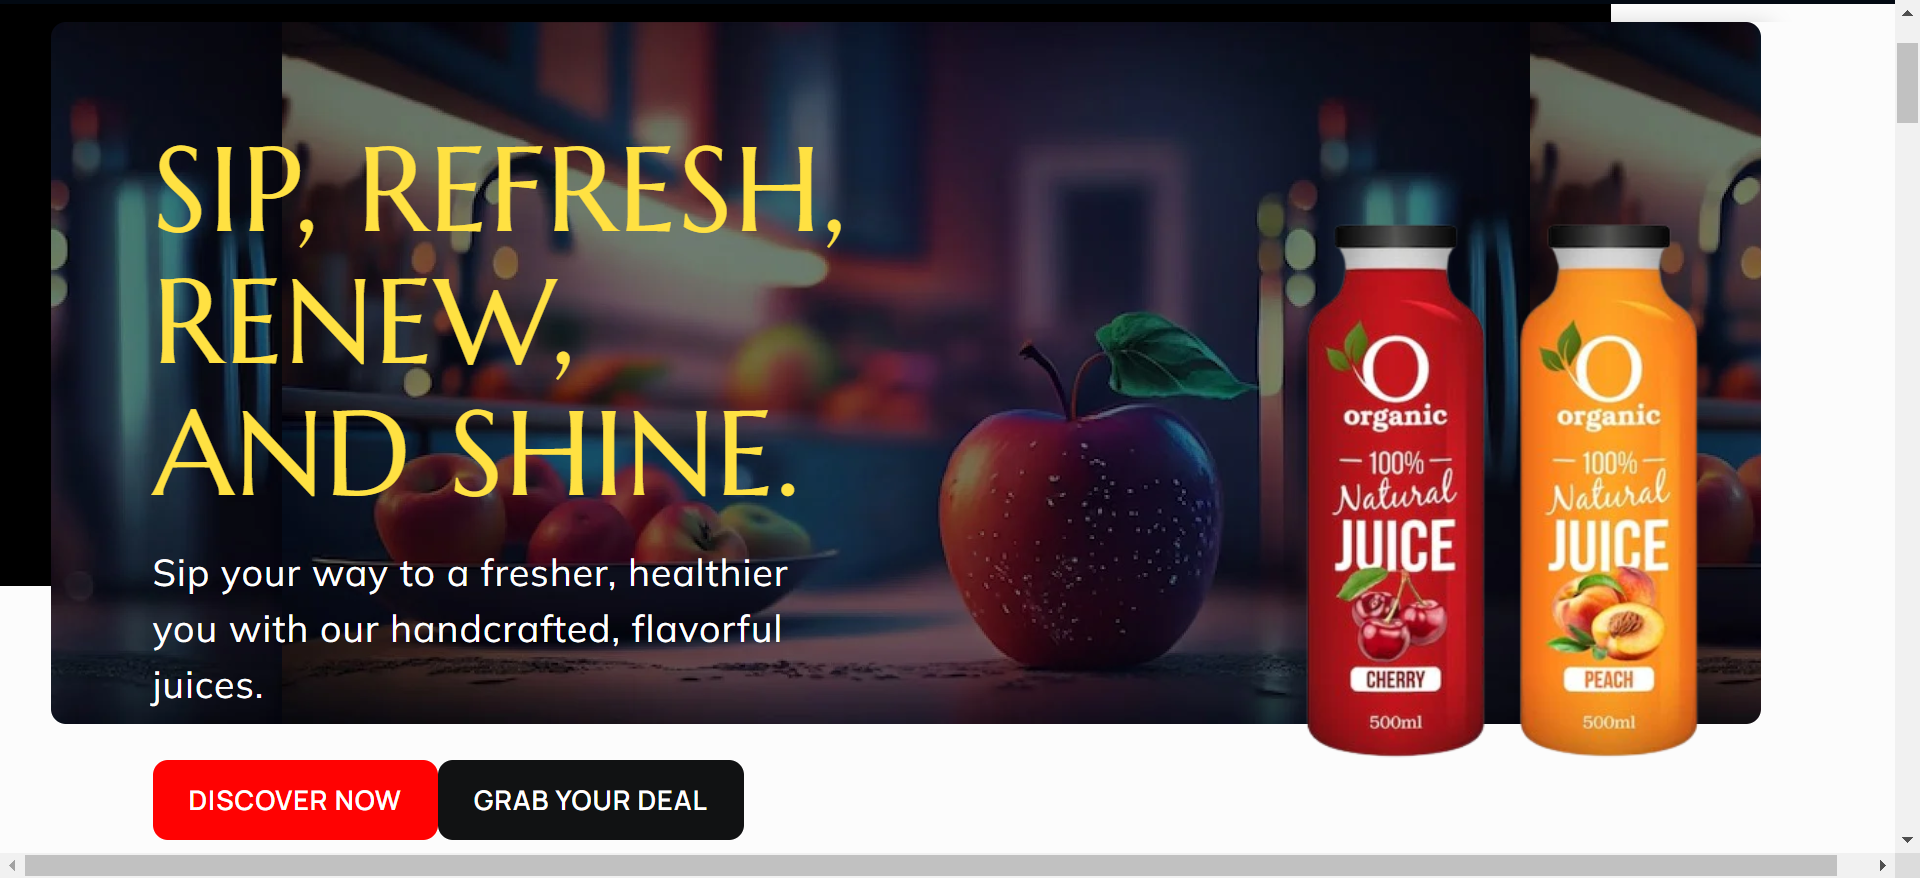 SIP, REFRESH,
RENEW,
AND SHINE.
Sip your way to a fresher, healthier
you with our handcrafted, flavorful
juices.
DISCOVER NOW
GRAB YOUR DEAL
O
organic
100%
Natural
JUICE
CHERRY
500ml
O
organic
100%
Natural
JUICE
PEACH
500ml